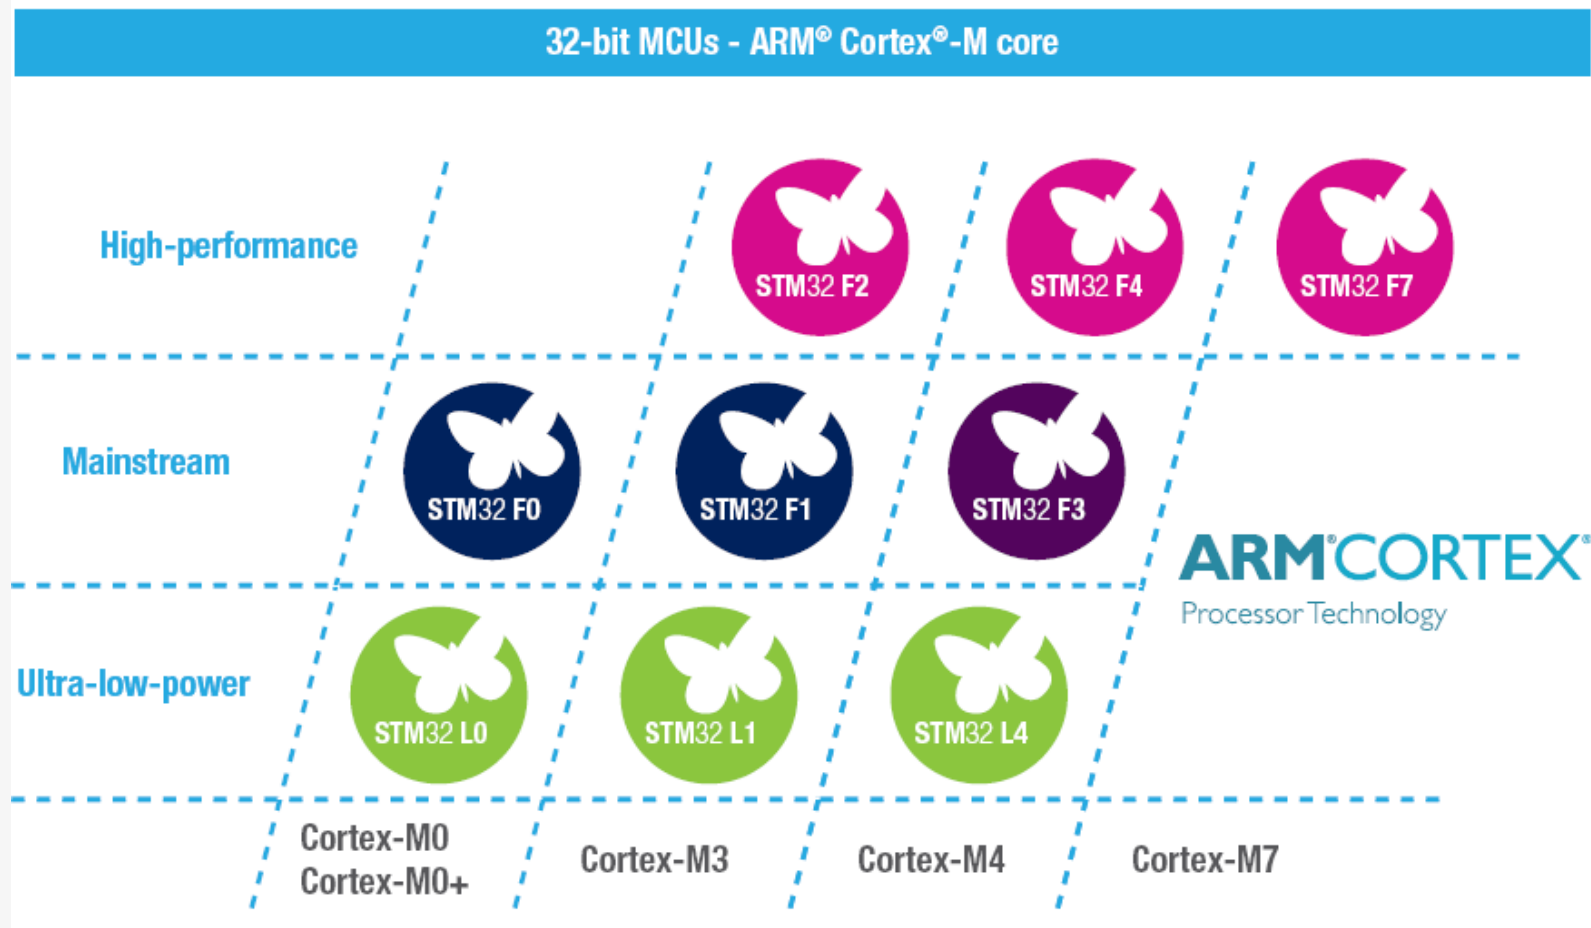 32-bit MCUs - ARM® Cortex®-M core
High-performance
STM32 F2
STM32 F4
STM32 F7
Mainstream
STM32 F0
STM32 F1
STM32 F3
ARM®CORTEX®
Processor Technology
Ultra-low-power
STM32 L0
STM32 L1
STM32 L4
Cortex-M0
Cortex-M0+
Cortex-M3
Cortex-M4
Cortex-M7